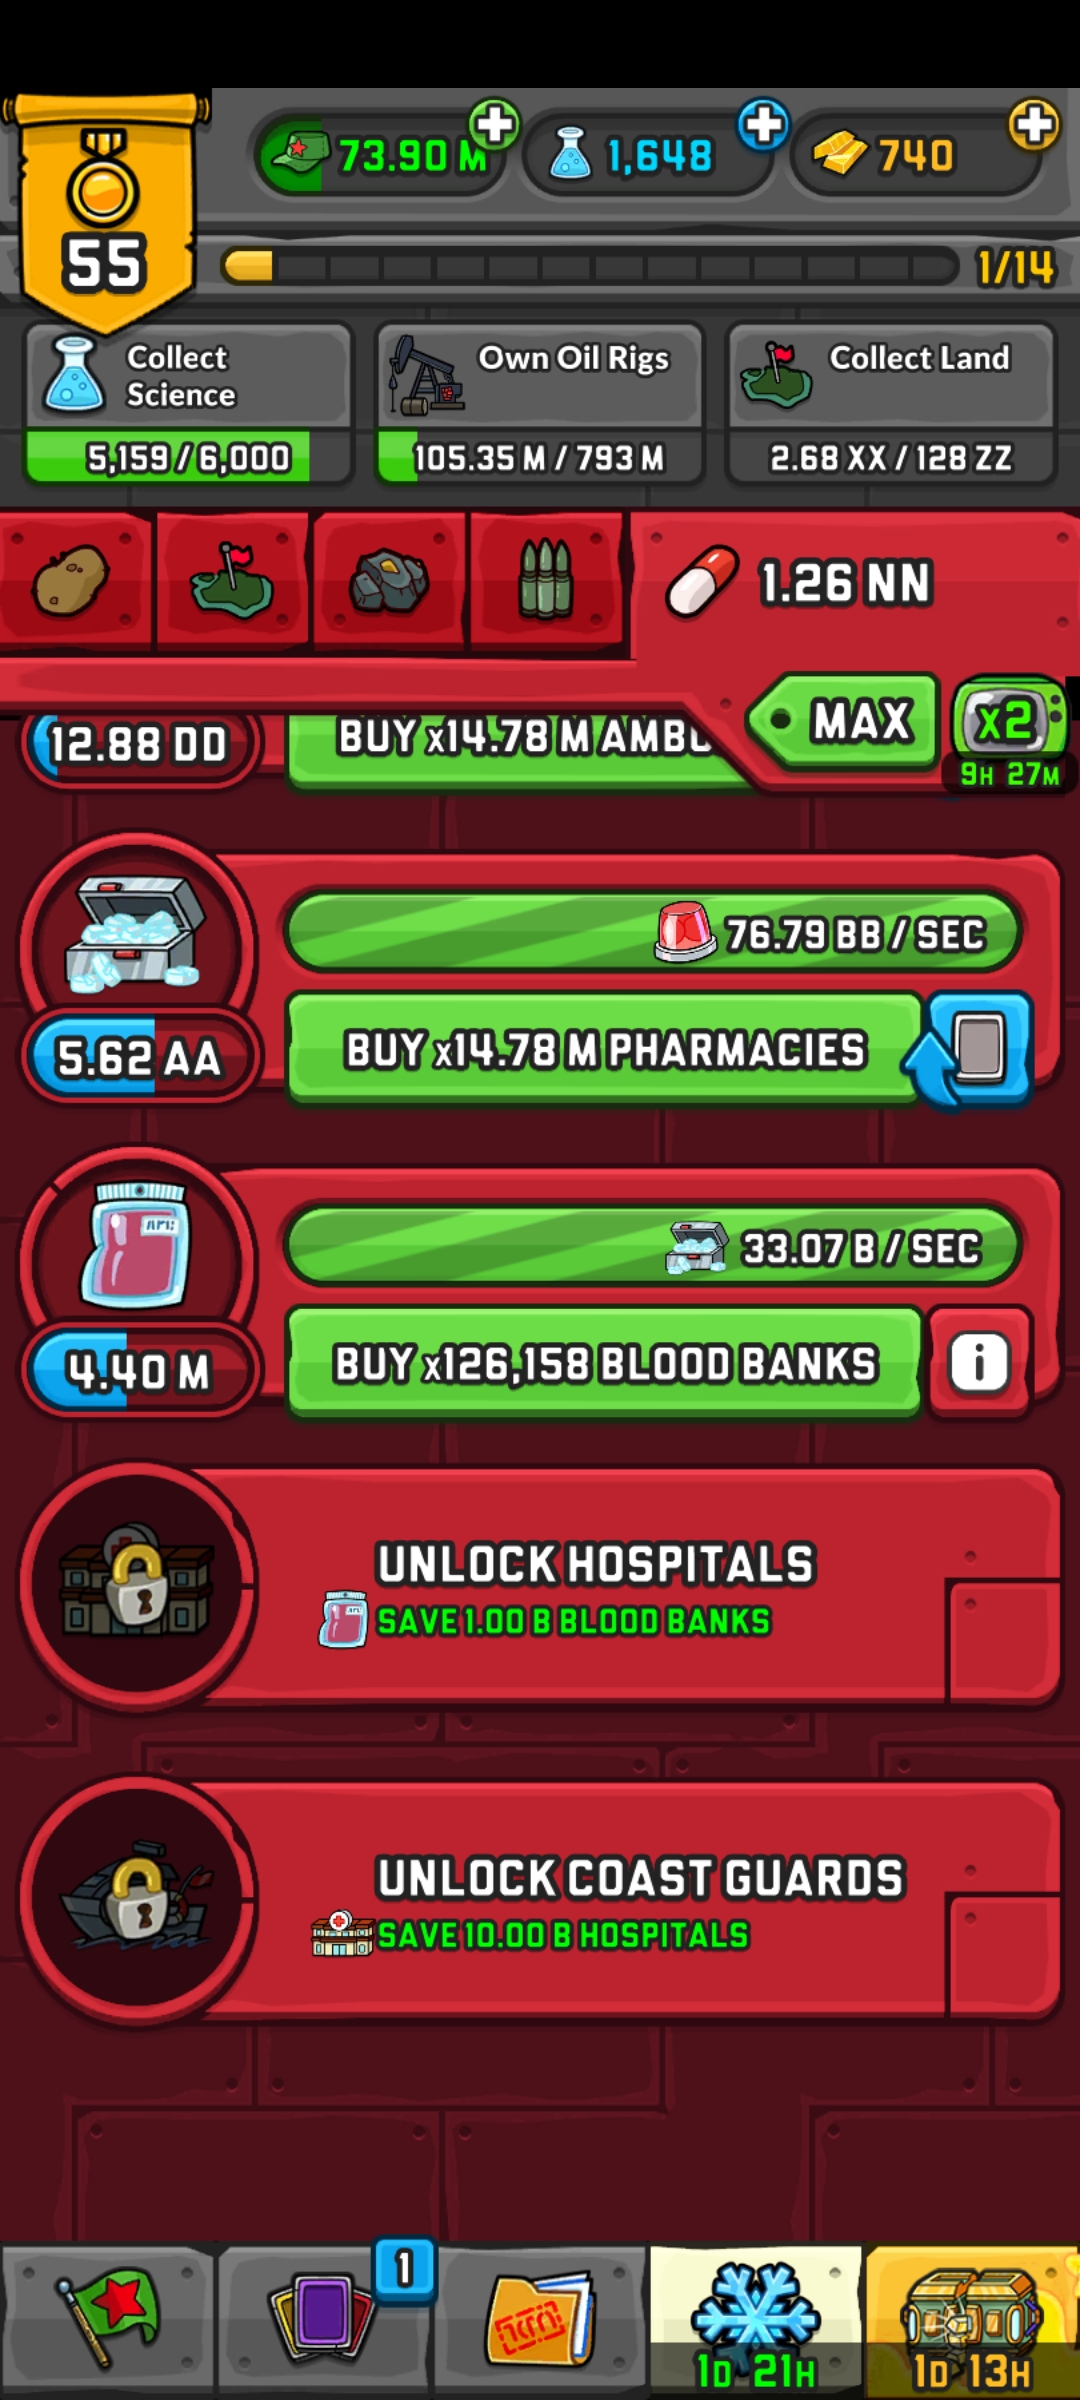 73.90 M
1,648
740
55
1/14
Collect
Science
5,159 / 6,000
Own Oil Rigs
105.35 M / 793 M
Collect Land
2.68 XX / 128 ZZ
1.26 NN
MAX
x2
9H 27M
12.88 DD
BUY x14.78 M AMBU
76.79 BB / SEC
5.62 AA
BUY x14.78 M PHARMACIES
33.07 B / SEC
4.40 M
BUY x126,158 BLOOD BANKS
i
UNLOCK HOSPITALS
SAVE 1.00 B BLOOD BANKS
UNLOCK COAST GUARDS
SAVE 10.00 B HOSPITALS
1
1D 21H
1D 13H